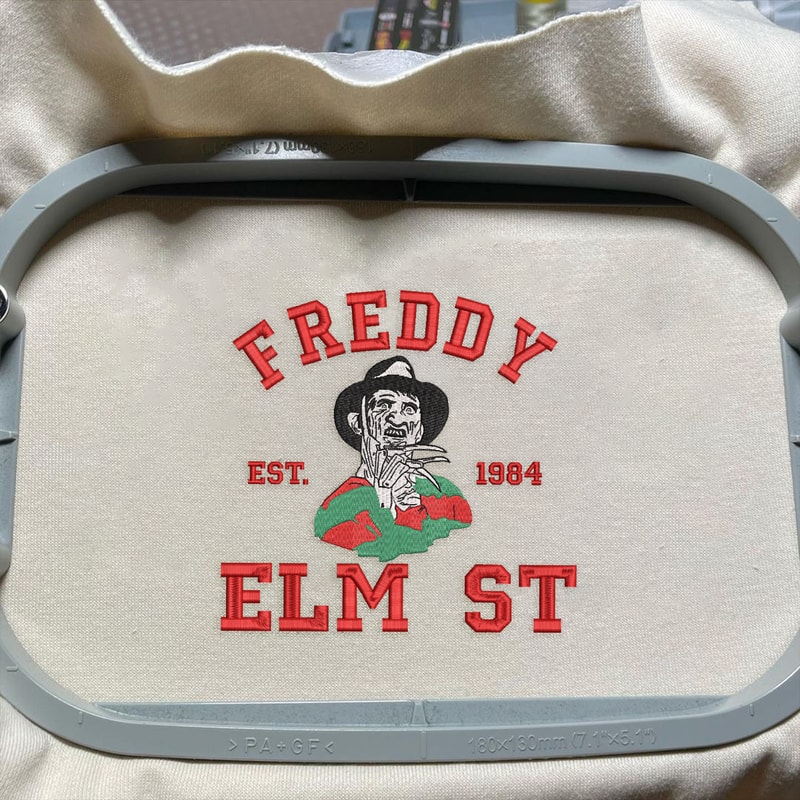 FREDDY
EST. 1984
ELM ST
>PA+GF<
180×130mm (7.1"×5.1")